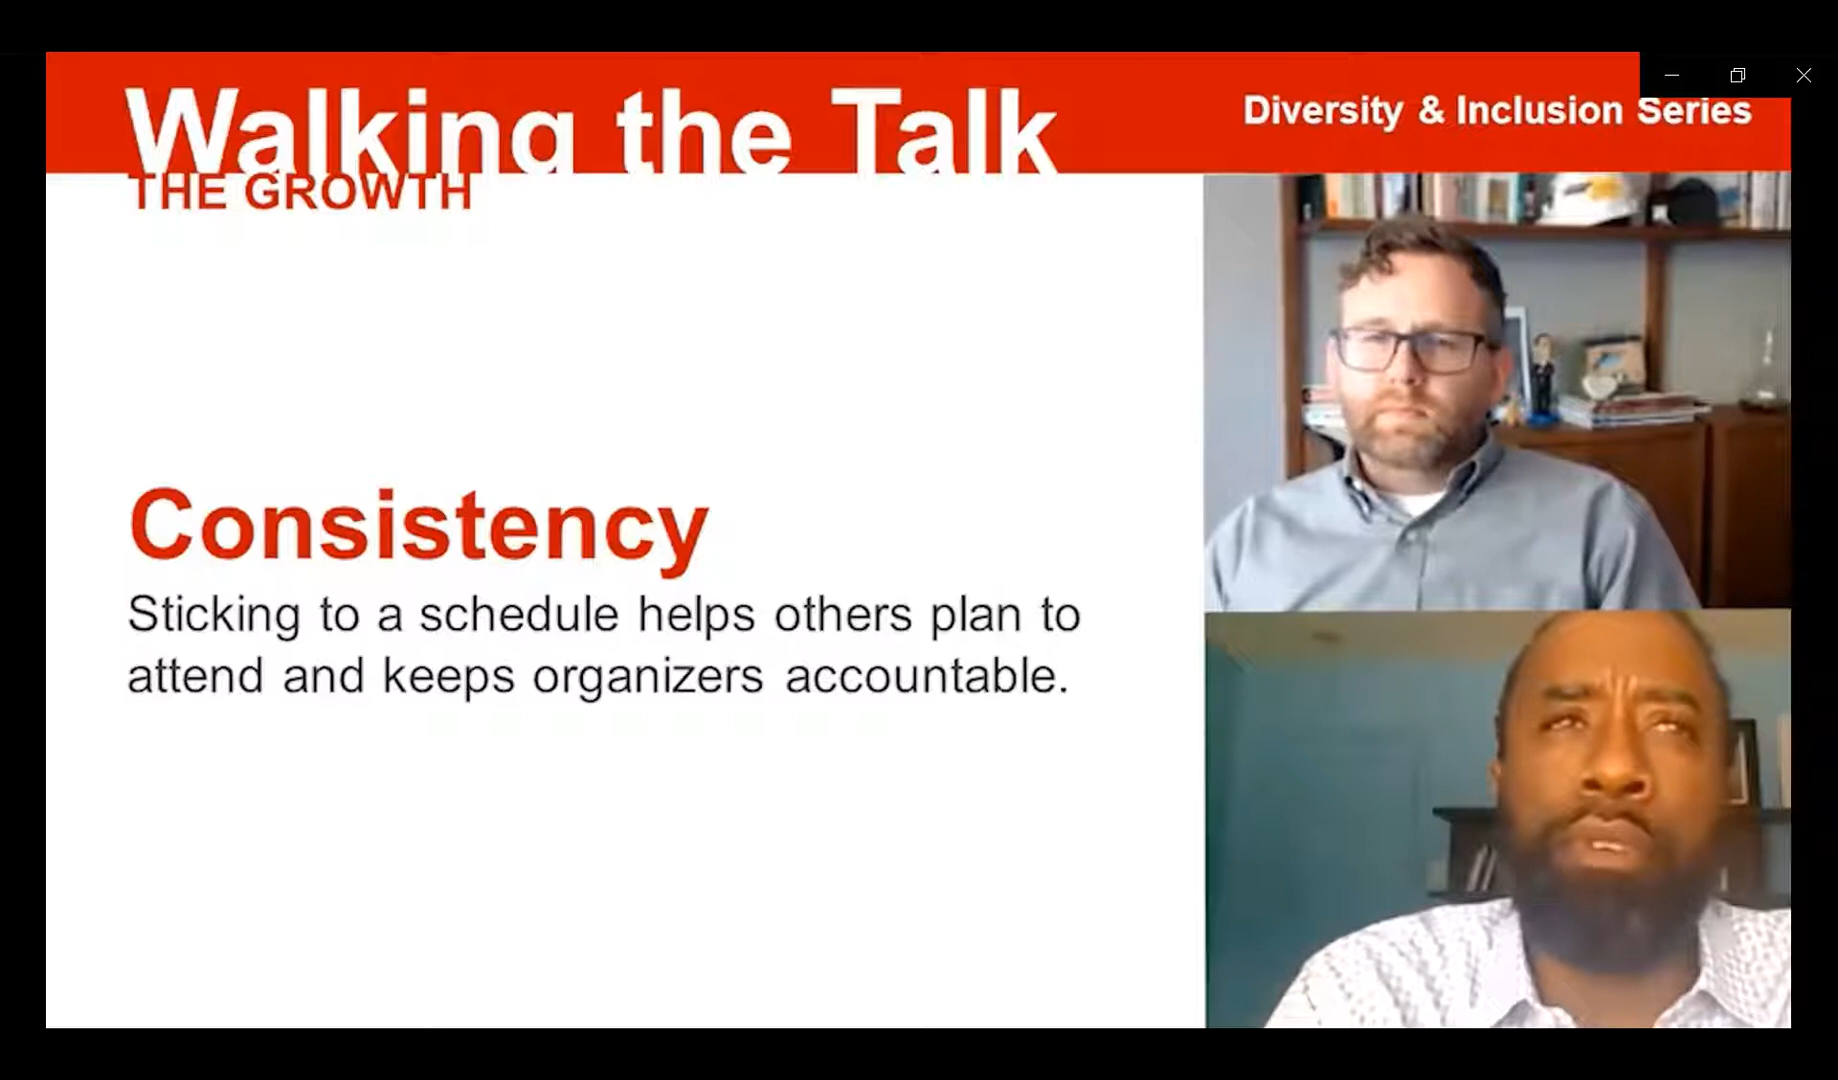 Walking the Talk
Diversity & Inclusion Series
THE GROWTH
Consistency
Sticking to a schedule helps others plan to
attend and keeps organizers accountable.